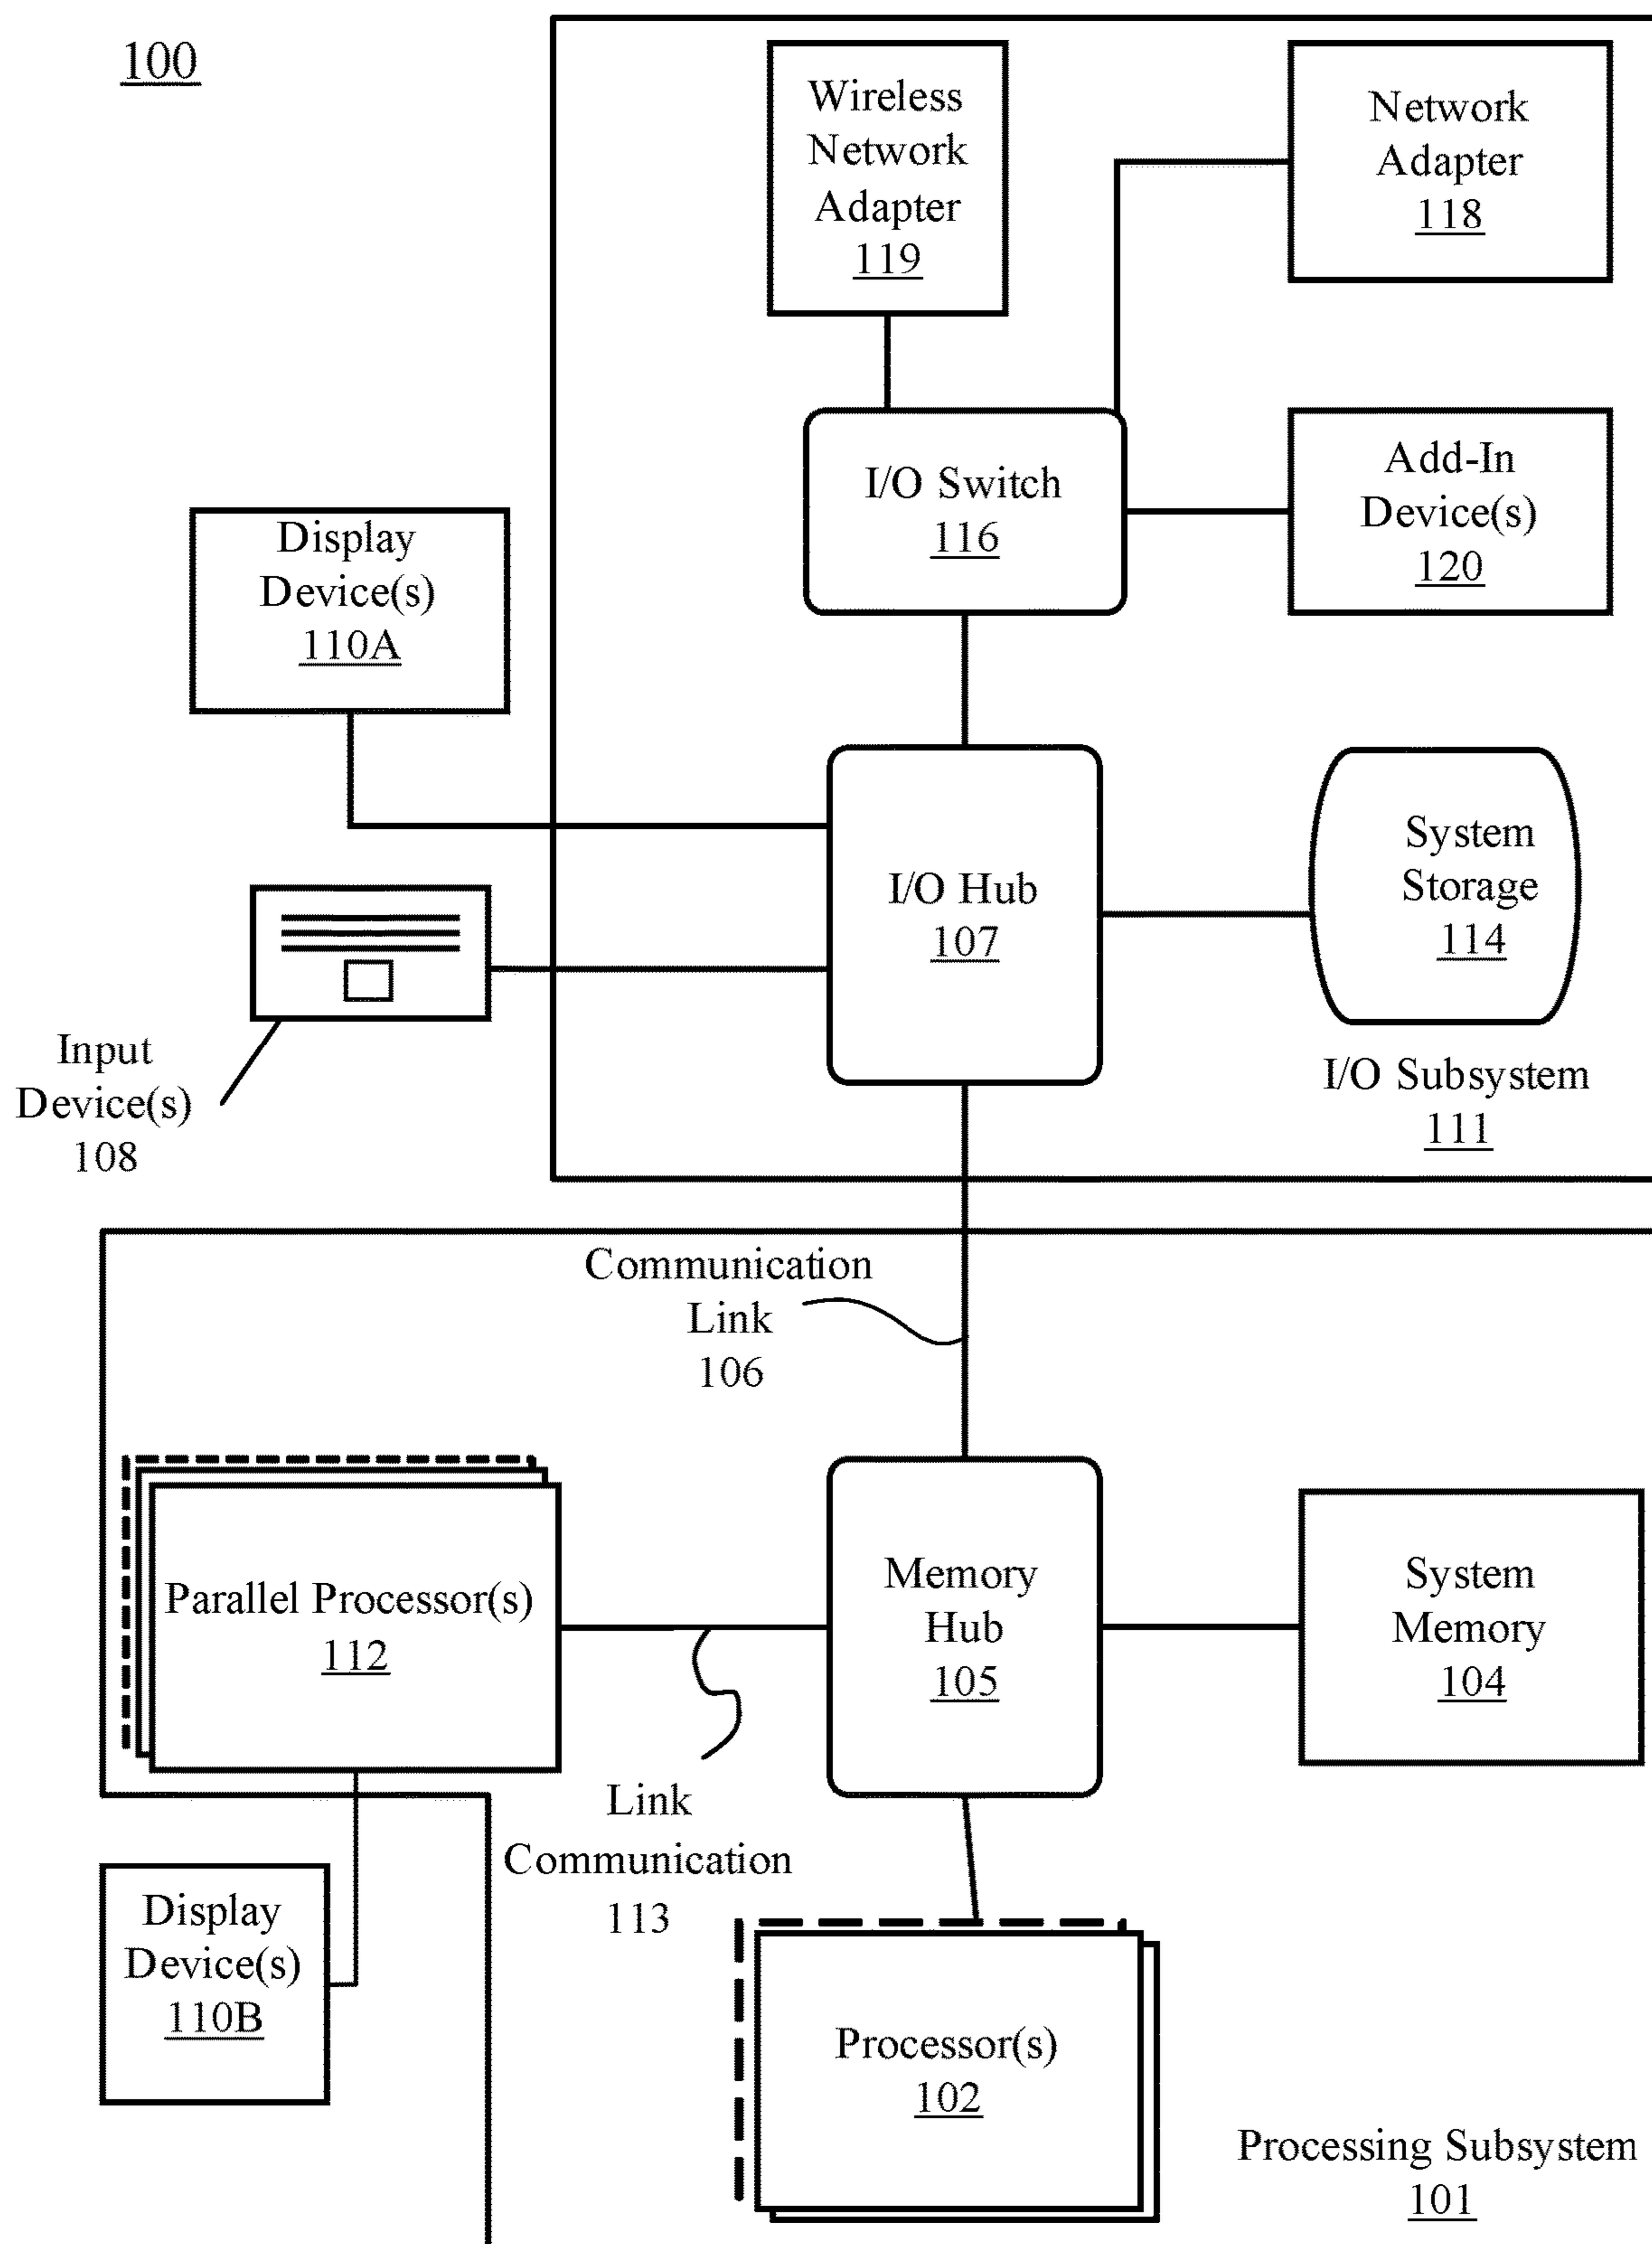 100
Wireless
Network
Adapter
119
Network
Adapter
118
I/O Switch
116
Add-In
Device(s)
120
Display
Device(s)
110A
I/O Hub
107
System
Storage
114
Input
Device(s)
108
I/O Subsystem
111
Communication
Link
106
Parallel Processor(s)
112
Memory
Hub
105
System
Memory
104
Link
Communication
113
Display
Device(s)
110B
Processor(s)
102
Processing Subsystem
101